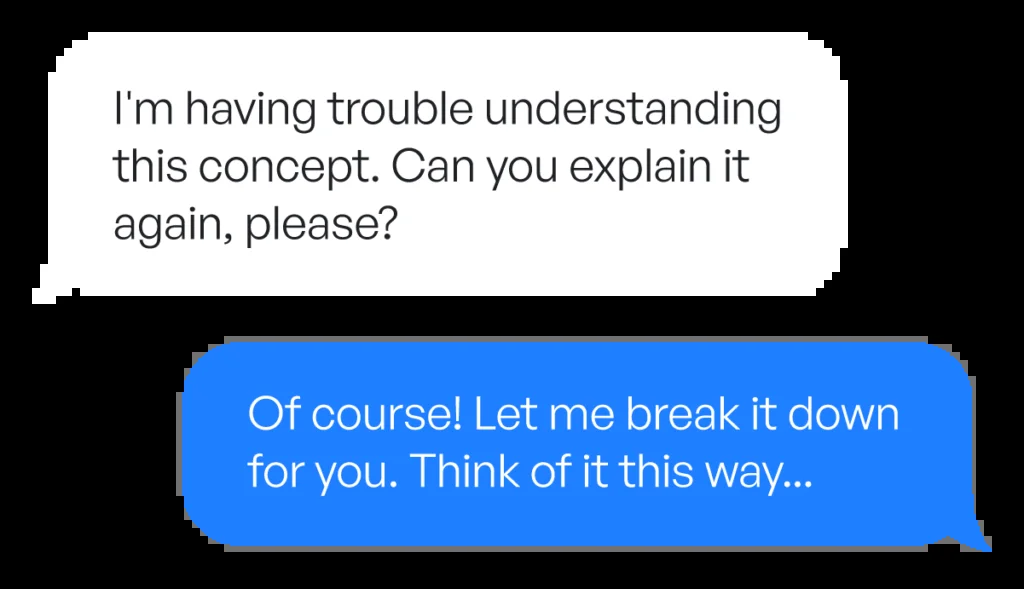 I'm having trouble understanding
this concept. Can you explain it
again, please?
Of course! Let me break it down
for you. Think of it this way...